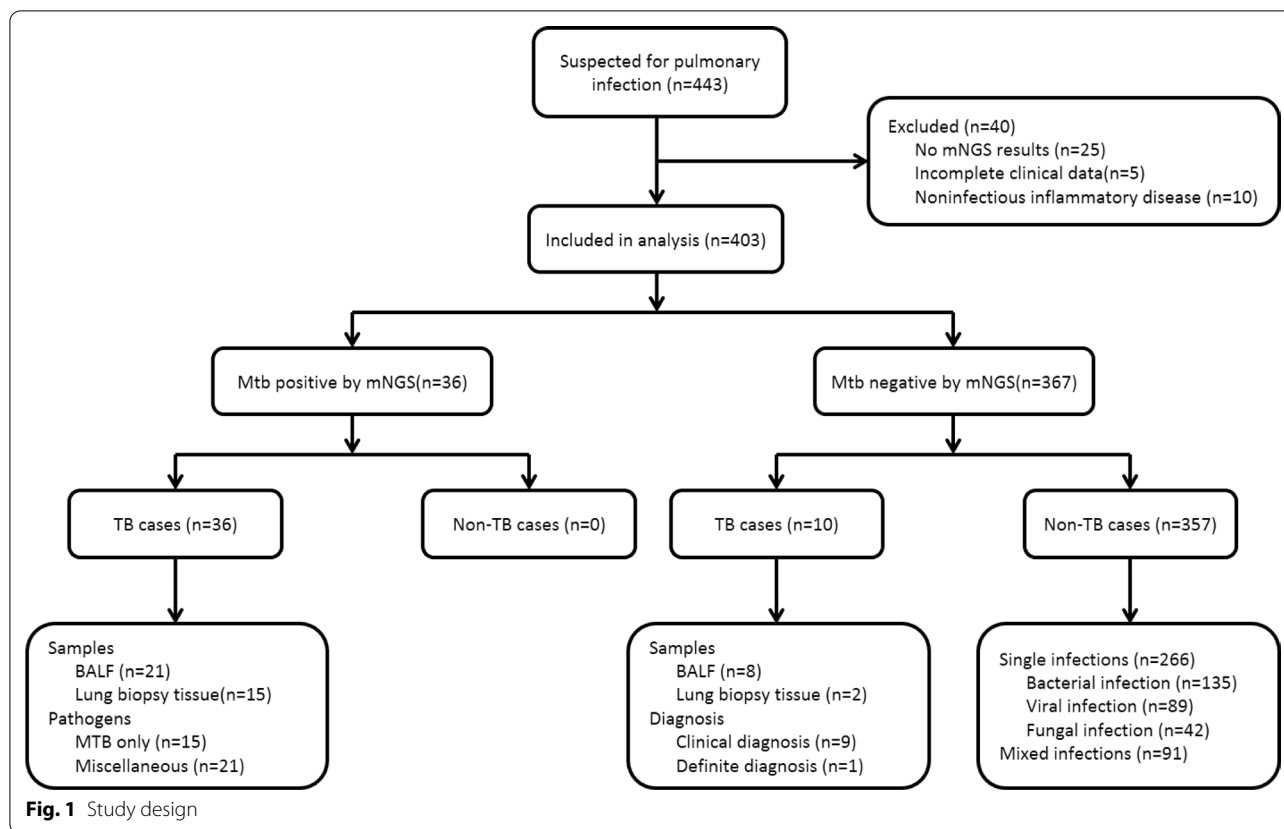 Suspected for pulmonary
infection (n=443)
Excluded (n=40)
No mNGS results (n=25)
Incomplete clinical data(n=5)
Noninfectious inflammatory disease (n=10)
Included in analysis (n=403)
Mtb positive by mNGS(n=36)
Mtb negative by mNGS(n=367)
TB cases (n=36)
Non-TB cases (n=0)
TB cases (n=10)
Non-TB cases (n=357)
Samples
BALF (n=21)
Lung biopsy tissue(n=15)
Pathogens
MTB only (n=15)
Miscellaneous (n=21)
Samples
BALF (n=8)
Lung biopsy tissue (n=2)
Diagnosis
Clinical diagnosis (n=9)
Definite diagnosis (n=1)
Single infections (n=266)
Bacterial infection (n=135)
Viral infection (n=89)
Fungal infection (n=42)
Mixed infections (n=91)
Fig. 1 Study design